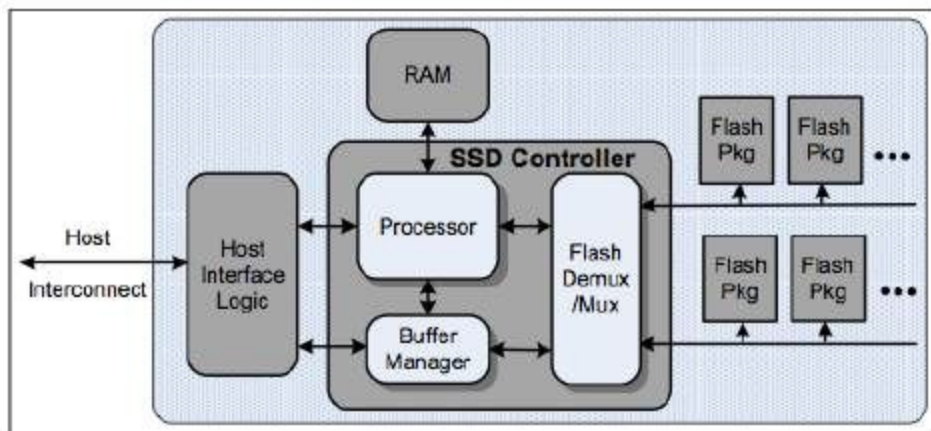 RAM
SSD Controller
Flash
Pkg
Flash
Pkg
Host
Interconnect
Host
Interface
Logic
Processor
Buffer
Manager
Flash
Demux
/Mux
Flash
Pkg
Flash
Pkg